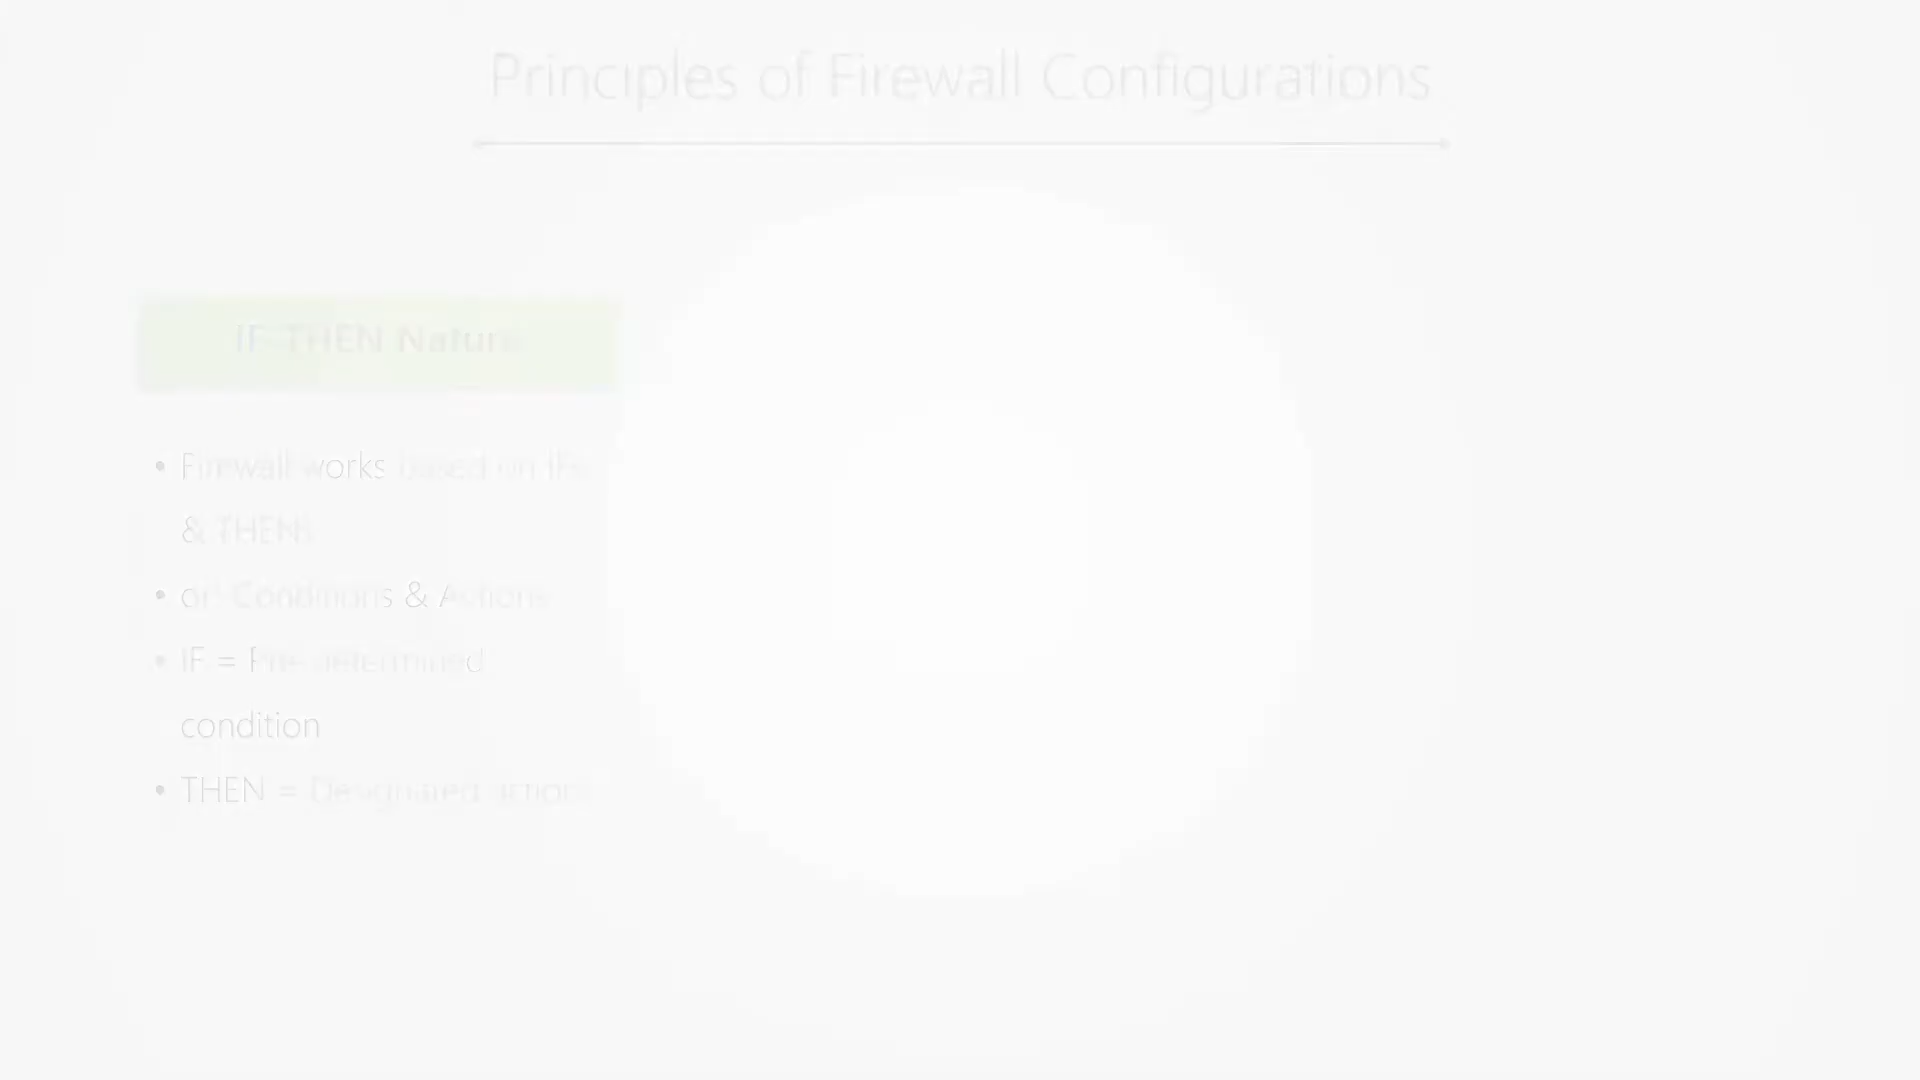 Principles of Firewall Configurations
IF-THEN Nature
• Firewall works based on IFs
& THENs
• or' Conditions & Actions
• IF = Pre-determined
condition
• THEN = Designated action